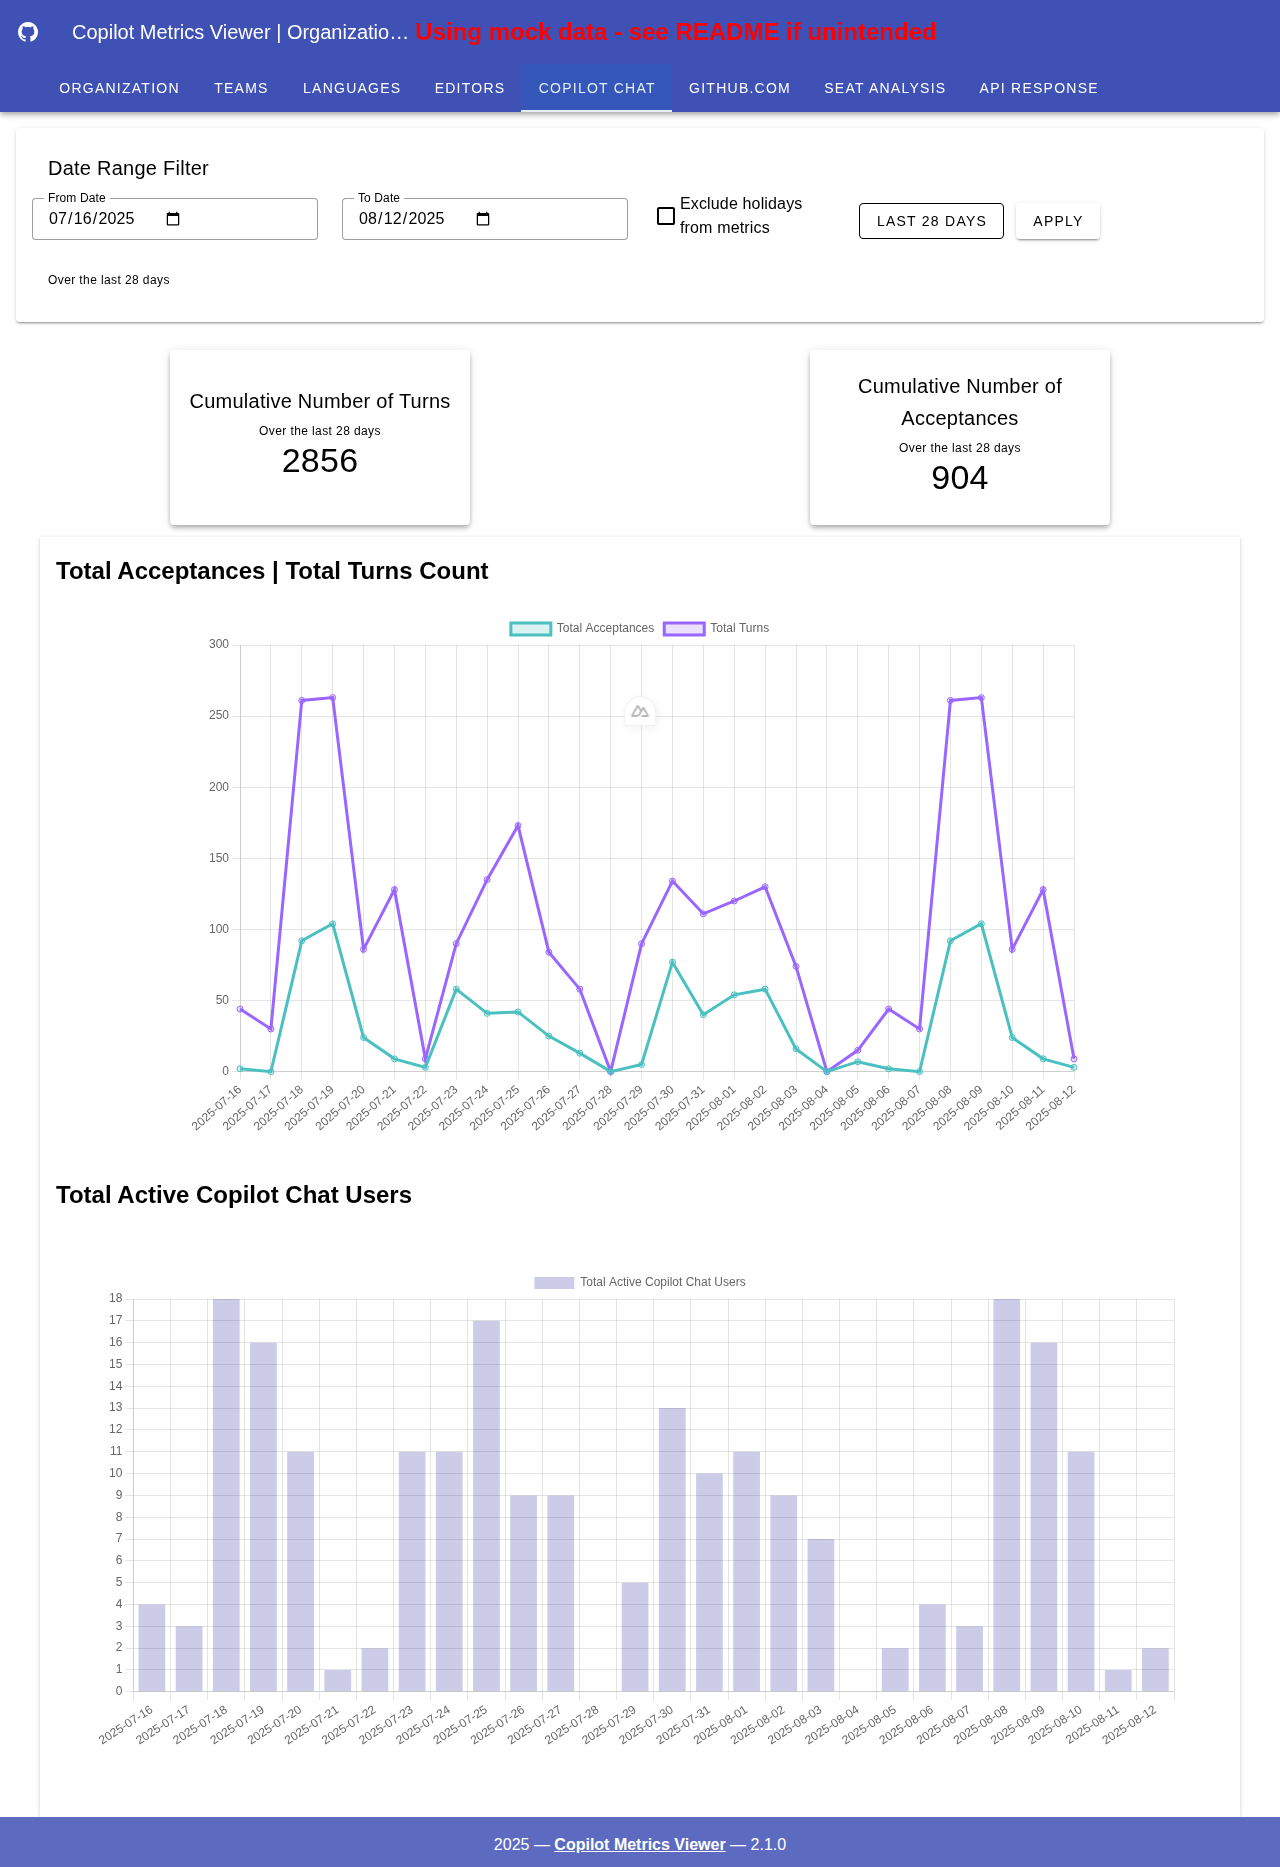 Copilot Metrics Viewer | Organizatio… Using mock data - see README if unintended
ORGANIZATION TEAMS LANGUAGES EDITORS COPILOT CHAT GITHUB.COM SEAT ANALYSIS API RESPONSE
Date Range Filter
From Date
07/16/2025
To Date
08/12/2025
Exclude holidays
from metrics
LAST 28 DAYS
APPLY
Over the last 28 days
Cumulative Number of Turns
Over the last 28 days
2856
Cumulative Number of
Acceptances
Over the last 28 days
904
Total Acceptances | Total Turns Count
Total Acceptances Total Turns
300
250
200
150
100
50
0
2025-07-16 2025-07-17 2025-07-18 2025-07-19 2025-07-20 2025-07-21 2025-07-22 2025-07-23 2025-07-24 2025-07-25 2025-07-26 2025-07-27 2025-07-28 2025-07-29 2025-07-30 2025-07-31 2025-08-01 2025-08-02 2025-08-03 2025-08-04 2025-08-05 2025-08-06 2025-08-07 2025-08-08 2025-08-09 2025-08-10 2025-08-11 2025-08-12
Total Active Copilot Chat Users
Total Active Copilot Chat Users
18
17
16
15
14
13
12
11
10
9
8
7
6
5
4
3
2
1
0
2025-07-16 2025-07-17 2025-07-18 2025-07-19 2025-07-20 2025-07-21 2025-07-22 2025-07-23 2025-07-24 2025-07-25 2025-07-26 2025-07-27 2025-07-28 2025-07-29 2025-07-30 2025-07-31 2025-08-01 2025-08-02 2025-08-03 2025-08-04 2025-08-05 2025-08-06 2025-08-07 2025-08-08 2025-08-09 2025-08-10 2025-08-11 2025-08-12
2025 — Copilot Metrics Viewer — 2.1.0